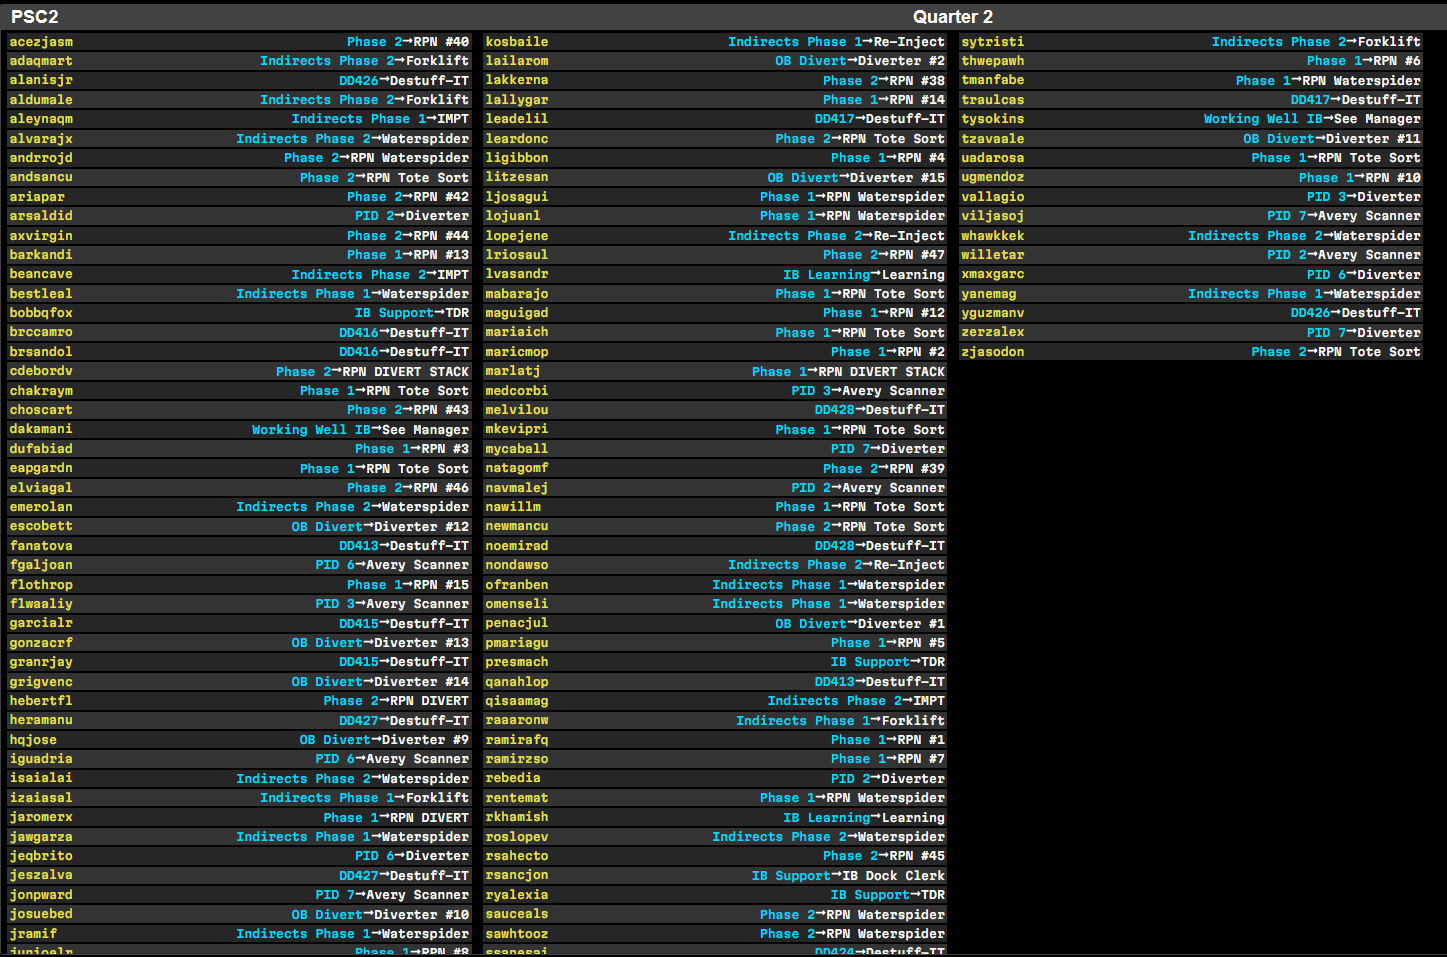 PSC2 Quarter 2
acezjasm Phase 2→RPN #40
adaqmart Indirects Phase 2→Forklift
alanisjr DD426→Destuff-IT
aldumale Indirects Phase 2→Forklift
aleynaqm Indirects Phase 1→IMPT
alvarajx Indirects Phase 2→Waterspider
andrrojd Phase 2→RPN Waterspider
andsancu Phase 2→RPN Tote Sort
ariapar Phase 2→RPN #42
arsaldid PID 2→Diverter
axvirgin Phase 2→RPN #44
barkandi Phase 1→RPN #13
beancave Indirects Phase 2→IMPT
bestleal Indirects Phase 1→Waterspider
bobbqfox IB Support→TDR
brccamro DD416→Destuff-IT
brsandol DD416→Destuff-IT
cdebordv Phase 2→RPN DIVERT STACK
chakraym Phase 1→RPN Tote Sort
choscart Phase 2→RPN #43
dakamani Working Well IB→See Manager
dufabiad Phase 1→RPN #3
eapgardn Phase 1→RPN Tote Sort
elviagal Phase 2→RPN #46
emerolan Indirects Phase 2→Waterspider
escobett OB Divert→Diverter #12
fanatova DD413→Destuff-IT
fgaljoan PID 6→Avery Scanner
flothrop Phase 1→RPN #15
flwaaliy PID 3→Avery Scanner
garcialr DD415→Destuff-IT
gonzacrf OB Divert→Diverter #13
granrjay DD415→Destuff-IT
grigvenc OB Divert→Diverter #14
hebertfl Phase 2→RPN DIVERT
heramanu DD427→Destuff-IT
hqjose OB Divert→Diverter #9
iguadria PID 6→Avery Scanner
isaialai Indirects Phase 2→Waterspider
izaiasal Indirects Phase 1→Forklift
jaromerx Phase 1→RPN DIVERT
jawgarza Indirects Phase 1→Waterspider
jeqbrito PID 6→Diverter
jeszalva DD427→Destuff-IT
jonpward PID 7→Avery Scanner
josuebed OB Divert→Diverter #10
jramif Indirects Phase 1→Waterspider
junioelr Phase 1→RPN #8
kosbaile Indirects Phase 1→Re-Inject
lailarom OB Divert→Diverter #2
lakkerna Phase 2→RPN #38
lallygar Phase 1→RPN #14
leadelil DD417→Destuff-IT
leardonc Phase 2→RPN Tote Sort
ligibbon Phase 1→RPN #4
litzesan OB Divert→Diverter #15
ljosagui Phase 1→RPN Waterspider
lojuanl Phase 1→RPN Waterspider
lopejene Indirects Phase 2→Re-Inject
lriosaul Phase 2→RPN #47
lvasandr IB Learning→Learning
mabarajo Phase 1→RPN Tote Sort
maguigad Phase 1→RPN #12
mariaich Phase 1→RPN Tote Sort
maricmop Phase 1→RPN #2
marlatj Phase 1→RPN DIVERT STACK
medcorbi PID 3→Avery Scanner
melvilou DD428→Destuff-IT
mkevipri Phase 1→RPN Tote Sort
mycaball PID 7→Diverter
natagomf Phase 2→RPN #39
navmalej PID 2→Avery Scanner
nawillm Phase 1→RPN Tote Sort
newmancu Phase 2→RPN Tote Sort
noemirad DD428→Destuff-IT
nondawso Indirects Phase 2→Re-Inject
ofranben Indirects Phase 1→Waterspider
omenseli Indirects Phase 1→Waterspider
penacjul OB Divert→Diverter #1
pmariagu Phase 1→RPN #5
presmach IB Support→TDR
qanahlop DD413→Destuff-IT
qisaamag Indirects Phase 2→IMPT
raaaronw Indirects Phase 1→Forklift
ramirafq Phase 1→RPN #1
ramirzso Phase 1→RPN #7
rebedia PID 2→Diverter
rentemat Phase 1→RPN Waterspider
rkhamish IB Learning→Learning
roslopev Indirects Phase 2→Waterspider
rsahecto Phase 2→RPN #45
rsancjon IB Support→IB Dock Clerk
ryalexia IB Support→TDR
sauceals Phase 2→RPN Waterspider
sawhtooz Phase 2→RPN Waterspider
ssanesai DD424→Destuff-IT
sytristi Indirects Phase 2→Forklift
thwepawh Phase 1→RPN #6
tmanfabe Phase 1→RPN Waterspider
traulcas DD417→Destuff-IT
tysokins Working Well IB→See Manager
tzavaale OB Divert→Diverter #11
uadarosa Phase 1→RPN Tote Sort
ugmendoz Phase 1→RPN #10
vallagio PID 3→Diverter
viljasoj PID 7→Avery Scanner
whawkkek Indirects Phase 2→Waterspider
willetar PID 2→Avery Scanner
xmaxgarc PID 6→Diverter
yanemag Indirects Phase 1→Waterspider
yguzmanv DD426→Destuff-IT
zerzalex PID 7→Diverter
zjasodon Phase 2→RPN Tote Sort